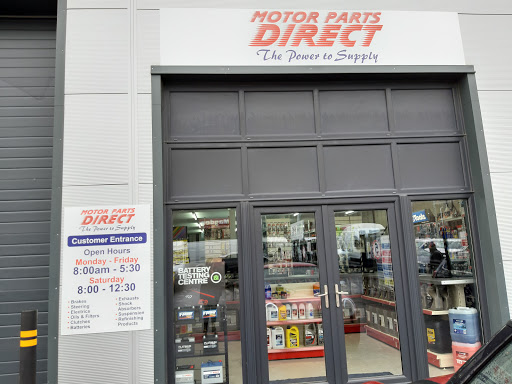 MOTOR PARTS
DIRECT
The Power to Supply
MOTOR PARTS
DIRECT
The Power to Supply
Customer Entrance
Open Hours
Monday - Friday
8:00am - 5:30
Saturday
8:00 - 12:30
• Brakes
• Steering
• Electrics
• Oils & Filters
• Clutches
• Batteries
• Exhausts
• Shock
Absorbers
• Suspension
• Refinishing
Products
BATTERY
TESTING
CENTRE